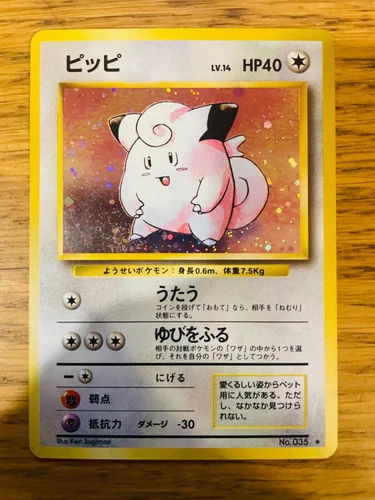 ピッピ LV.14 HP40
ようせいポケモン：身長0.6m、体重7.5Kg
うたう
コインを投げて「おもて」なら、相手を「ねむり」
状態にする。
ゆびをふる
相手の対戦ポケモンの「ワザ」の中から1つを選
び、それを自分の「ワザ」としてつかう。
にげる
弱点
抵抗力 ダメージ -30
愛くるしい姿からペット
用に人気がある。ただ
し、なかなか見つけら
れない。
Illus.Ken Sugimori No.035